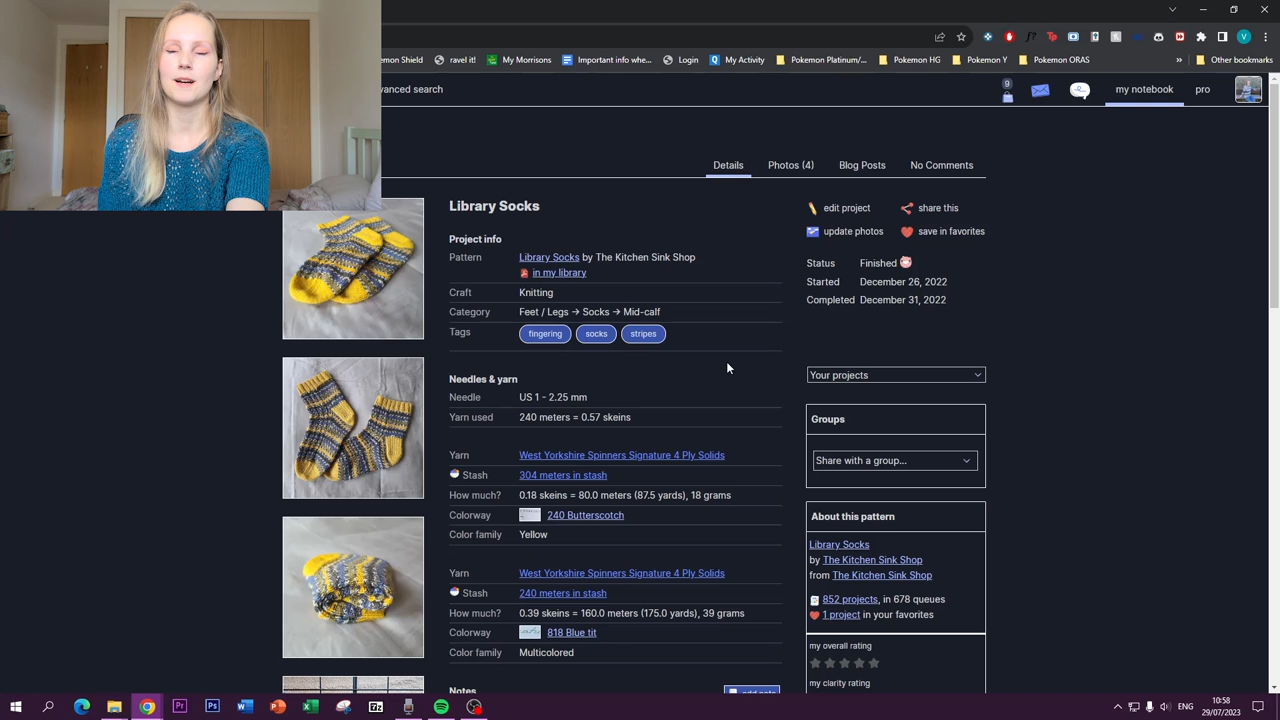 V
kemon Shield
ravel it!
My Morrisons
Important info whe...
Login
My Activity
Pokemon Platinum/...
Pokemon HG
Pokemon Y
Pokemon ORAS
»
Other bookmarks
vanced search
9
my notebook
pro
Details
Photos (4)
Blog Posts
No Comments
Library Socks
edit project
share this
update photos
save in favorites
Project info
Pattern Library Socks by The Kitchen Sink Shop
in my library
Craft Knitting
Category Feet / Legs → Socks → Mid-calf
Tags fingering socks stripes
Status Finished
Started December 26, 2022
Completed December 31, 2022
Needles & yarn
Needle US 1 - 2.25 mm
Yarn used 240 meters = 0.57 skeins
Yarn West Yorkshire Spinners Signature 4 Ply Solids
Stash 304 meters in stash
How much? 0.18 skeins = 80.0 meters (87.5 yards), 18 grams
Colorway 240 Butterscotch
Color family Yellow
Yarn West Yorkshire Spinners Signature 4 Ply Solids
Stash 240 meters in stash
How much? 0.39 skeins = 160.0 meters (175.0 yards), 39 grams
Colorway 818 Blue tit
Color family Multicolored
Notes
add note
Your projects
Groups
Share with a group...
About this pattern
Library Socks
by The Kitchen Sink Shop
from The Kitchen Sink Shop
852 projects, in 678 queues
1 project in your favorites
my overall rating
my clarity rating
ENG
10:58
29/07/2023